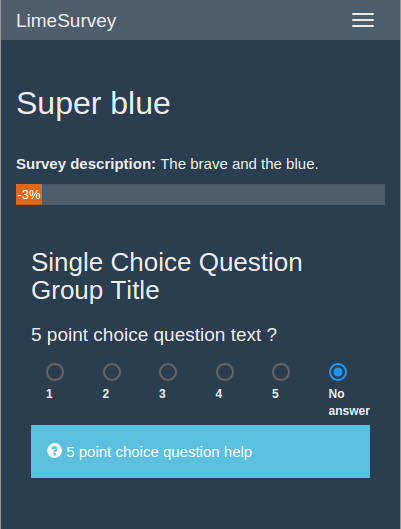 LimeSurvey
Super blue
Survey description: The brave and the blue.
-3%
Single Choice Question
Group Title
5 point choice question text ?
1 2 3 4 5 No
answer
5 point choice question help